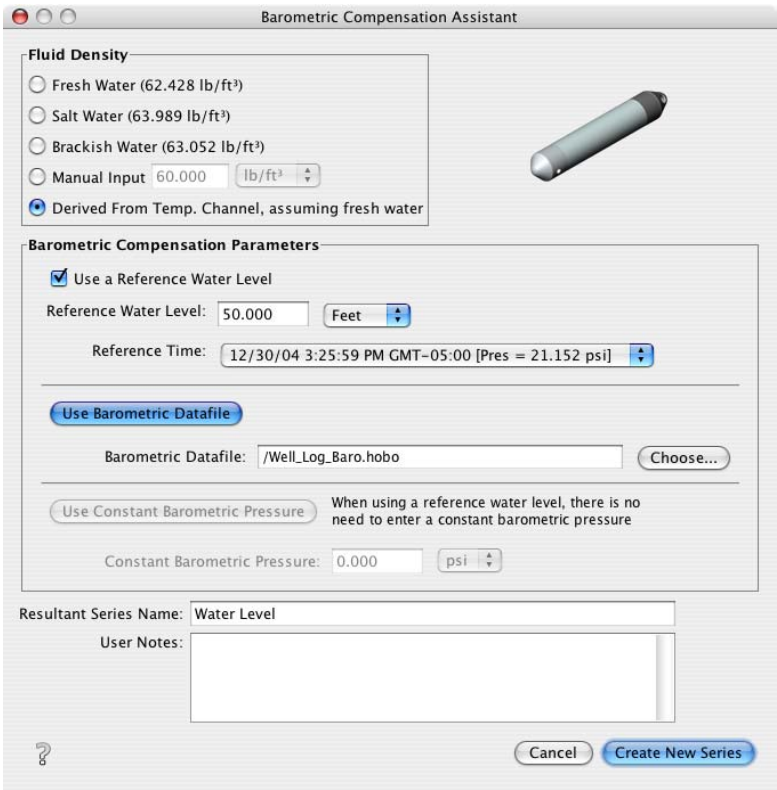 Barometric Compensation Assistant
Fluid Density
Fresh Water (62.428 lb/ft³)
Salt Water (63.989 lb/ft³)
Brackish Water (63.052 lb/ft³)
Manual Input 60.000 lb/ft³
Derived From Temp. Channel, assuming fresh water
Barometric Compensation Parameters
Use a Reference Water Level
Reference Water Level: 50.000 Feet
Reference Time: 12/30/04 3:25:59 PM GMT-05:00 [Pres = 21.152 psi]
Use Barometric Datafile
Barometric Datafile: /Well_Log_Baro.hobo Choose...
Use Constant Barometric Pressure
When using a reference water level, there is no
need to enter a constant barometric pressure
Constant Barometric Pressure: 0.000 psi
Resultant Series Name: Water Level
User Notes:
? Cancel Create New Series